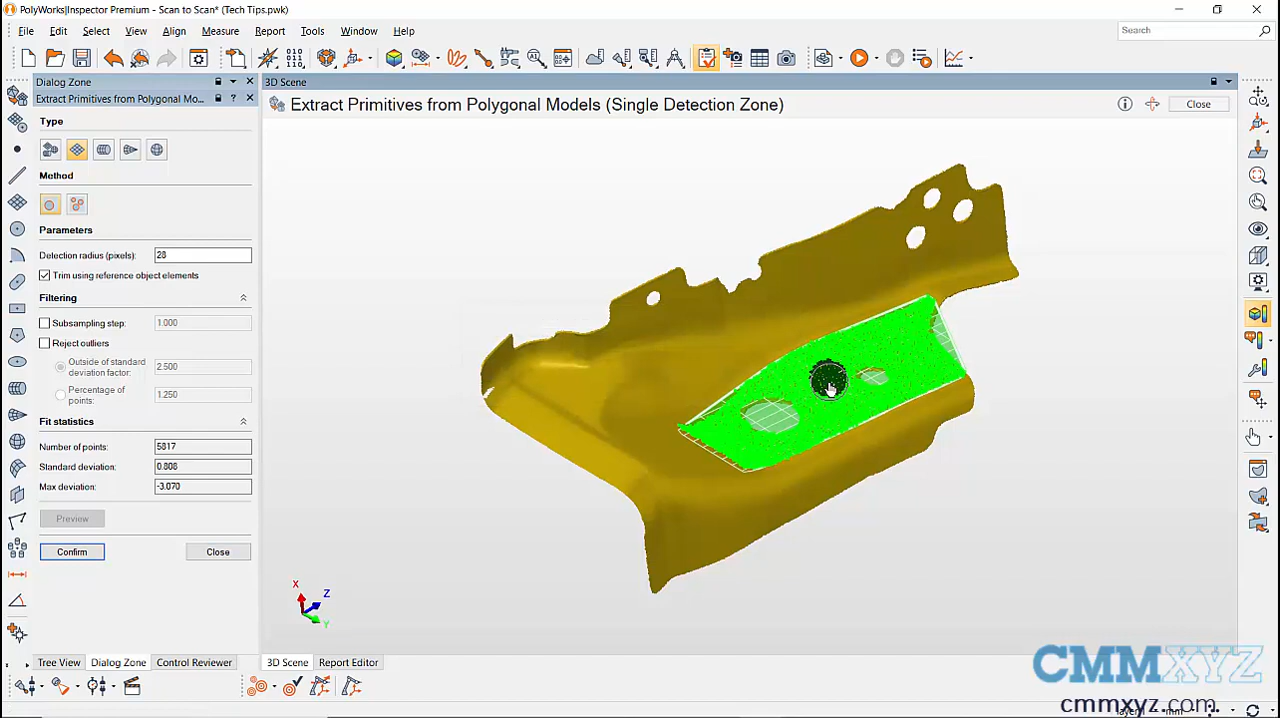 PolyWorks|Inspector Premium - Scan to Scan* (Tech Tips.pwk)
File Edit Select View Align Measure Report Tools Window Help
Search
Dialog Zone
3D Scene
Extract Primitives from Polygonal Mo...
Extract Primitives from Polygonal Models (Single Detection Zone)
Close
Type
Method
Parameters
Detection radius (pixels): 28
Trim using reference object elements
Filtering
Subsampling step: 1.000
Reject outliers
Outside of standard
deviation factor: 2.500
Percentage of
points: 1.250
Fit statistics
Number of points: 5817
Standard deviation: 0.808
Max deviation: -3.070
Preview
Confirm Close
X
Z
Y
Tree View Dialog Zone Control Reviewer
3D Scene Report Editor
CMMXYZ
cmmxyz.com